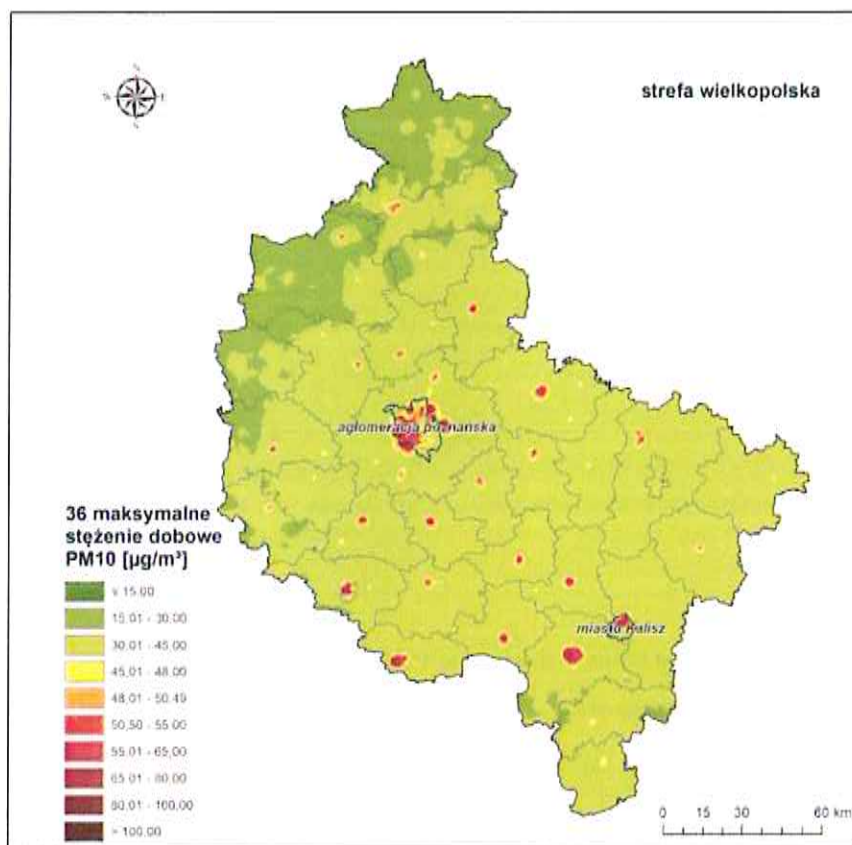 strefa wielkopolska
aglomeracja poznańska
36 maksymalne
stężenie dobowe
PM10 [µg/m³]
≤ 15,00
15,01 - 30,00
30,01 - 45,00
45,01 - 48,00
48,01 - 50,49
50,50 - 55,00
55,01 - 65,00
65,01 - 80,00
80,01 - 100,00
> 100,00
miasto Kalisz
0 15 30 60 km